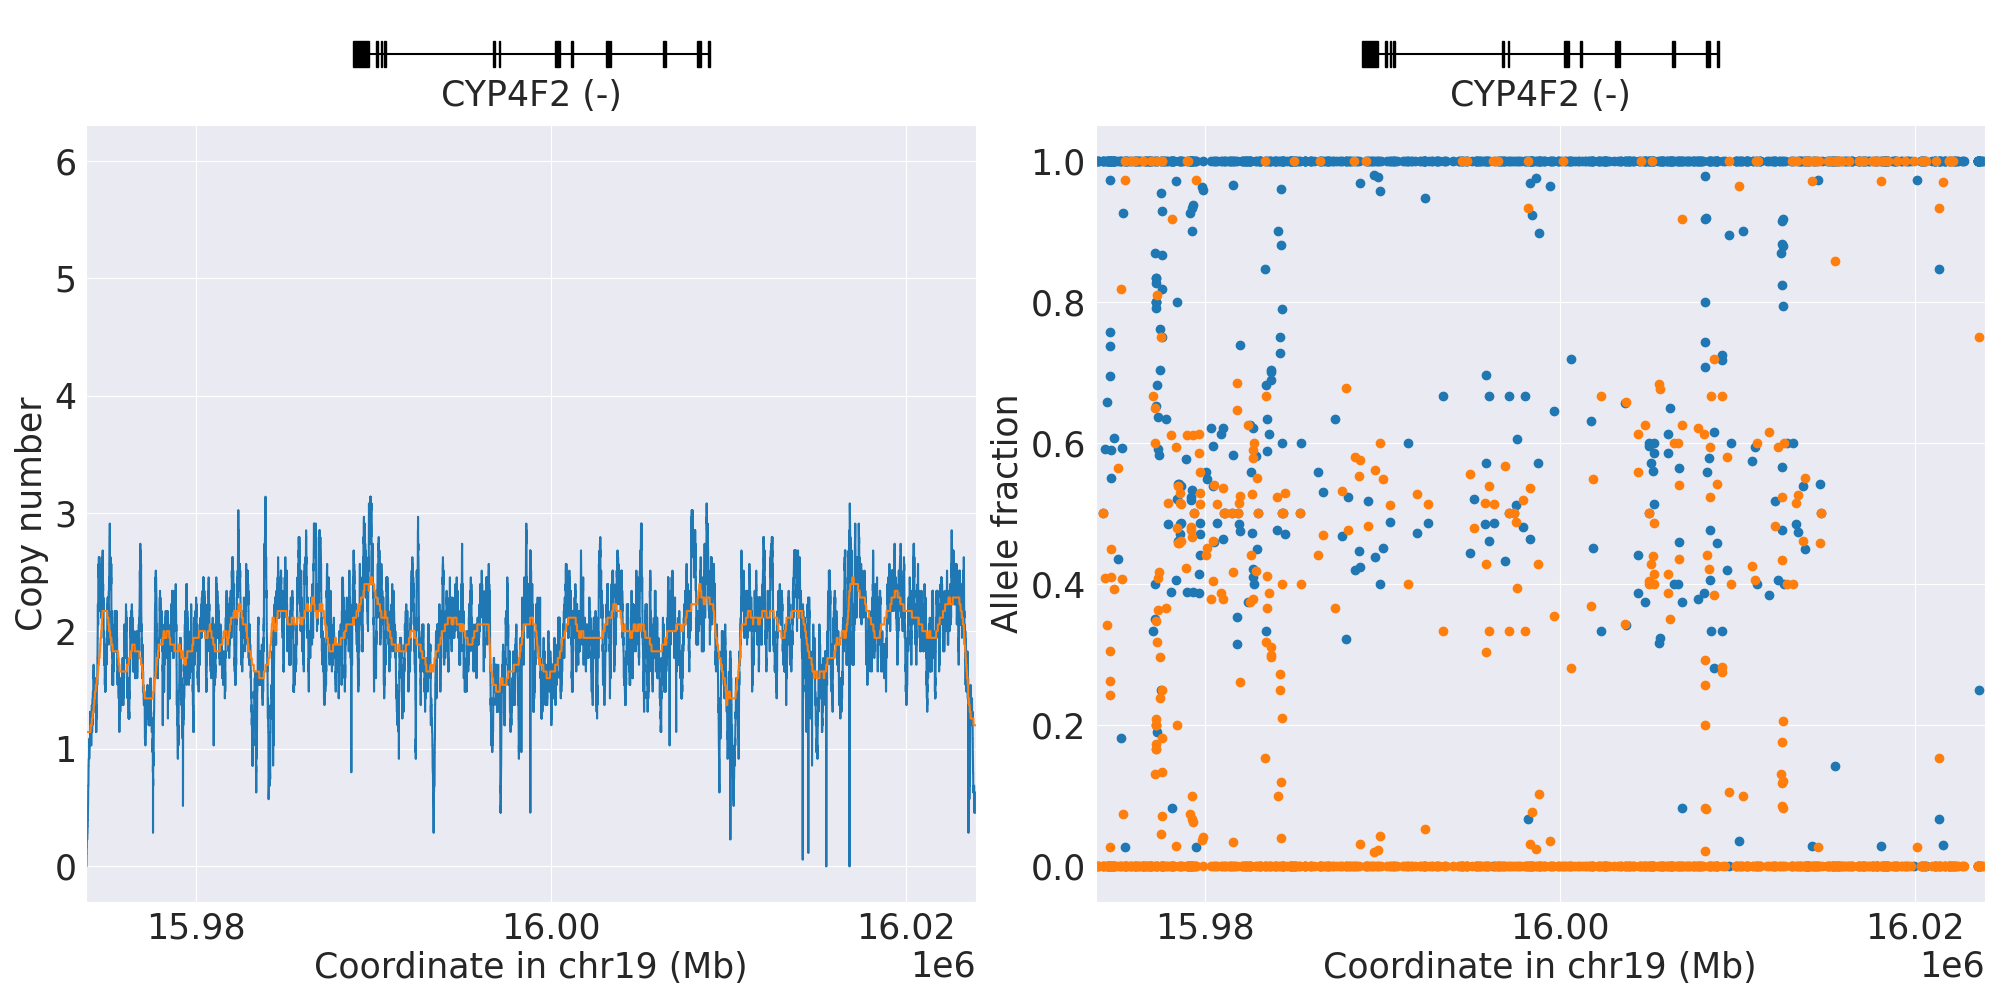 CYP4F2 (-)
6
5
4
3
2
1
0
Copy number
15.98
16.00
16.02
Coordinate in chr19 (Mb)
1e6
CYP4F2 (-)
1.0
0.8
0.6
0.4
0.2
0.0
Allele fraction
15.98
16.00
16.02
Coordinate in chr19 (Mb)
1e6